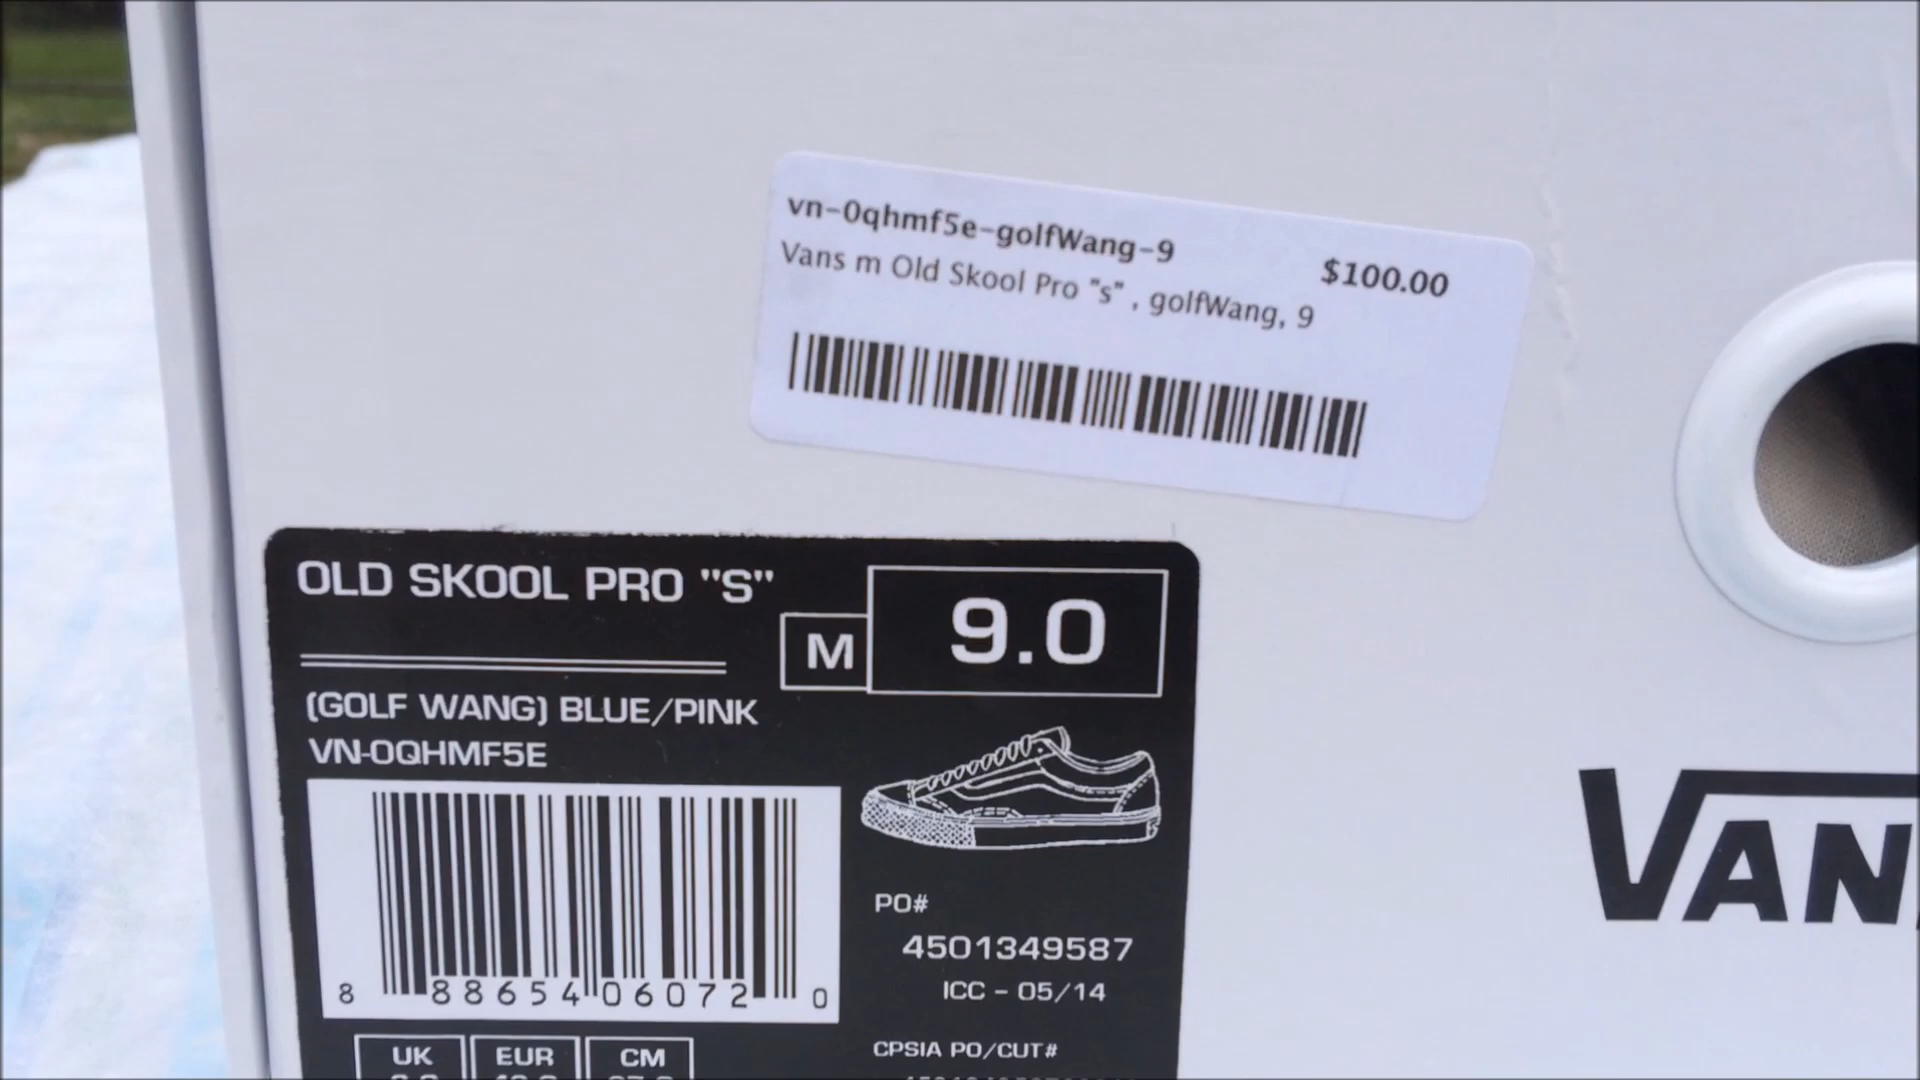 vn-0qhmf5e-golfWang-9
$100.00
Vans m Old Skool Pro "s" , golfWang, 9
OLD SKOOL PRO "S"
M
9.0
(GOLF WANG) BLUE/PINK
VN-0QHMF5E
8 88654 06072 0
PO#
4501349587
ICC - 05/14
CPSIA PO/CUT#
UK EUR CM
VAN